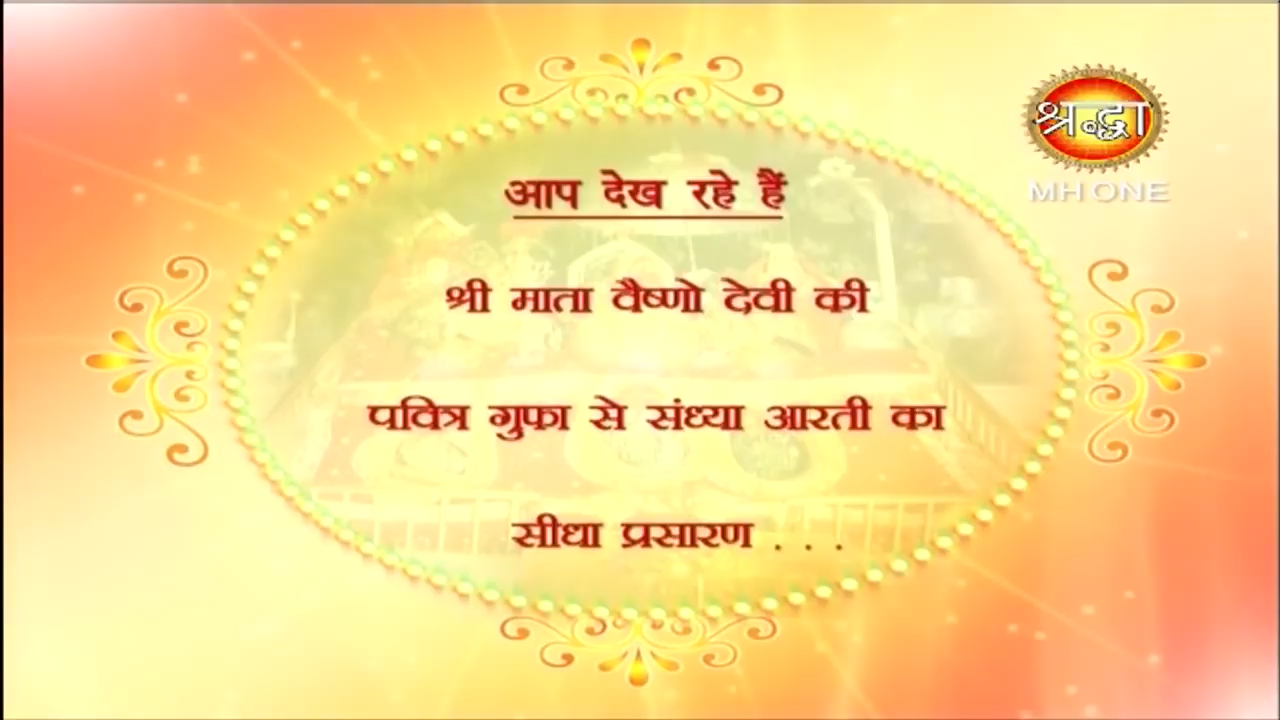 श्रद्धा
MH ONE
आप देख रहे हैं
श्री माता वैष्णो देवी की
पवित्र गुफा से संध्या आरती का
सीधा प्रसारण . . .